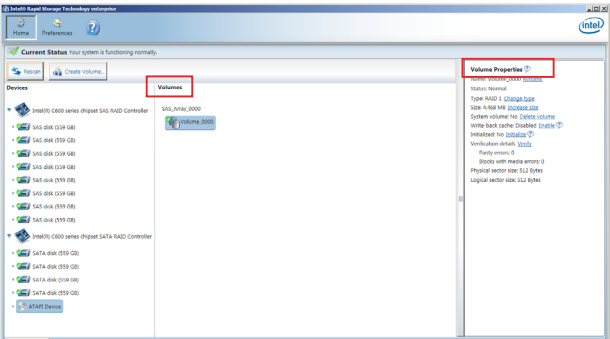 Intel® Rapid Storage Technology enterprise
Home
Preferences
intel
Current Status Your system is functioning normally.
Rescan
Create Volume...
Devices
Intel(R) C600 series chipset SAS RAID Controller
SAS disk (559 GB)
SAS disk (559 GB)
SAS disk (559 GB)
SAS disk (559 GB)
SAS disk (559 GB)
SAS disk (559 GB)
SAS disk (559 GB)
SAS disk (559 GB)
Intel(R) C600 series chipset SATA RAID Controller
SATA disk (559 GB)
SATA disk (559 GB)
SATA disk (559 GB)
SATA disk (559 GB)
ATAPI Device
Volumes
SAS_Array_0000
Volume_0000
Volume Properties ?
Name: Volume_0000 Rename
Status: Normal
Type: RAID 1 Change type
Size: 4,468 MB Increase size
System volume: No Delete volume
Write-back cache: Disabled Enable ?
Initialized: No Initialize ?
Verification details Verify
Parity errors: 0
Blocks with media errors: 0
Physical sector size: 512 Bytes
Logical sector size: 512 Bytes